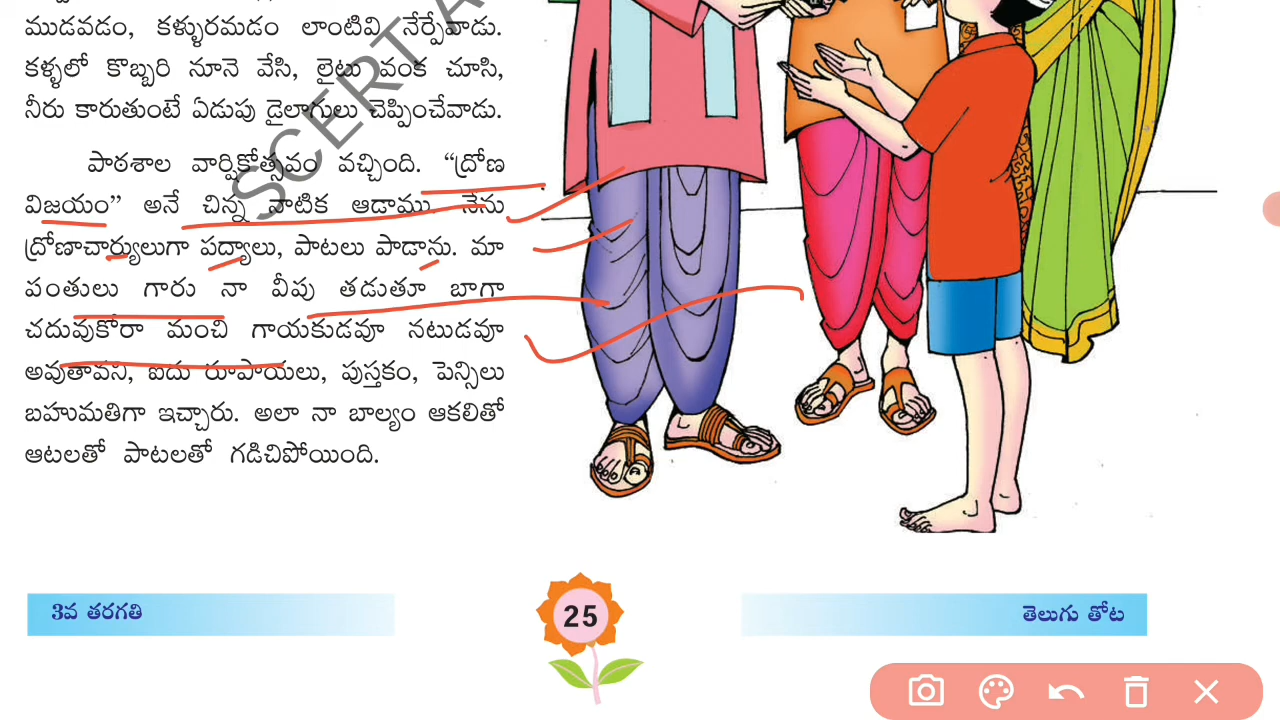 ముడవడం, కళ్ళురమడం లాంటివి నేర్పేవాడు.
కళ్ళలో కొబ్బరి నూనె వేసి, లైటు వంక చూసి,
నీరు కారుతుంటే ఏడుపు డైలాగులు చెప్పించేవాడు.
పాఠశాల వార్షికోత్సవం వచ్చింది. “ద్రోణ
విజయం” అనే చిన్న నాటిక ఆడాము. నేను
ద్రోణాచార్యులుగా పద్యాలు, పాటలు పాడాను. మా
పంతులు గారు నా వీపు తడుతూ బాగా
చదువుకోరా మంచి గాయకుడవూ నటుడవూ
అవుతావని, ఐదు రూపాయలు, పుస్తకం, పెన్సిలు
బహుమతిగా ఇచ్చారు. అలా నా బాల్యం ఆకలితో
ఆటలతో పాటలతో గడిచిపోయింది.
SCERT
3వ తరగతి
25
తెలుగు తోట